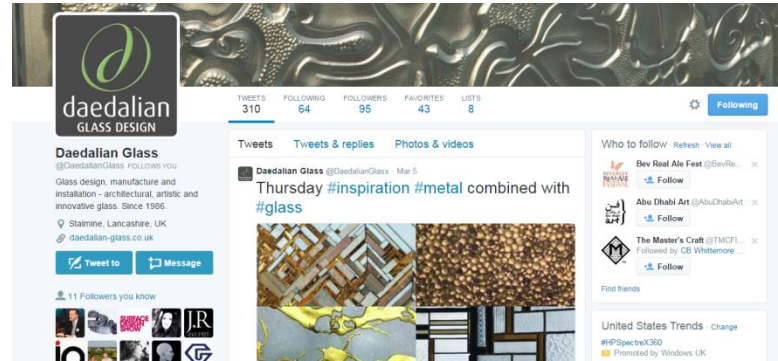 daedalian
GLASS DESIGN
TWEETS FOLLOWING FOLLOWERS FAVORITES LISTS
310 64 95 43 8
Following
Daedalian Glass
@DaedalianGlass FOLLOWS YOU
Glass design, manufacture and
installation - architectural, artistic and
innovative glass. Since 1986.
Stalmine, Lancashire, UK
daedalian-glass.co.uk
Tweet to Message
11 Followers you know
SURFACE
DESIGN
SHOW
J.R
Tweets Tweets & replies Photos & videos
Daedalian Glass @DaedalianGlass · Mar 5
Thursday #inspiration #metal combined with
#glass
Who to follow · Refresh · View all
Bev Real Ale Fest @BevRe...
Follow
Abu Dhabi Art @AbuDhabiArt
Follow
The Master's Craft @TMCFl...
Followed by CB Whittemore ...
Follow
Find friends
United States Trends · Change
#HPSpectreX360
Promoted by Windows UK